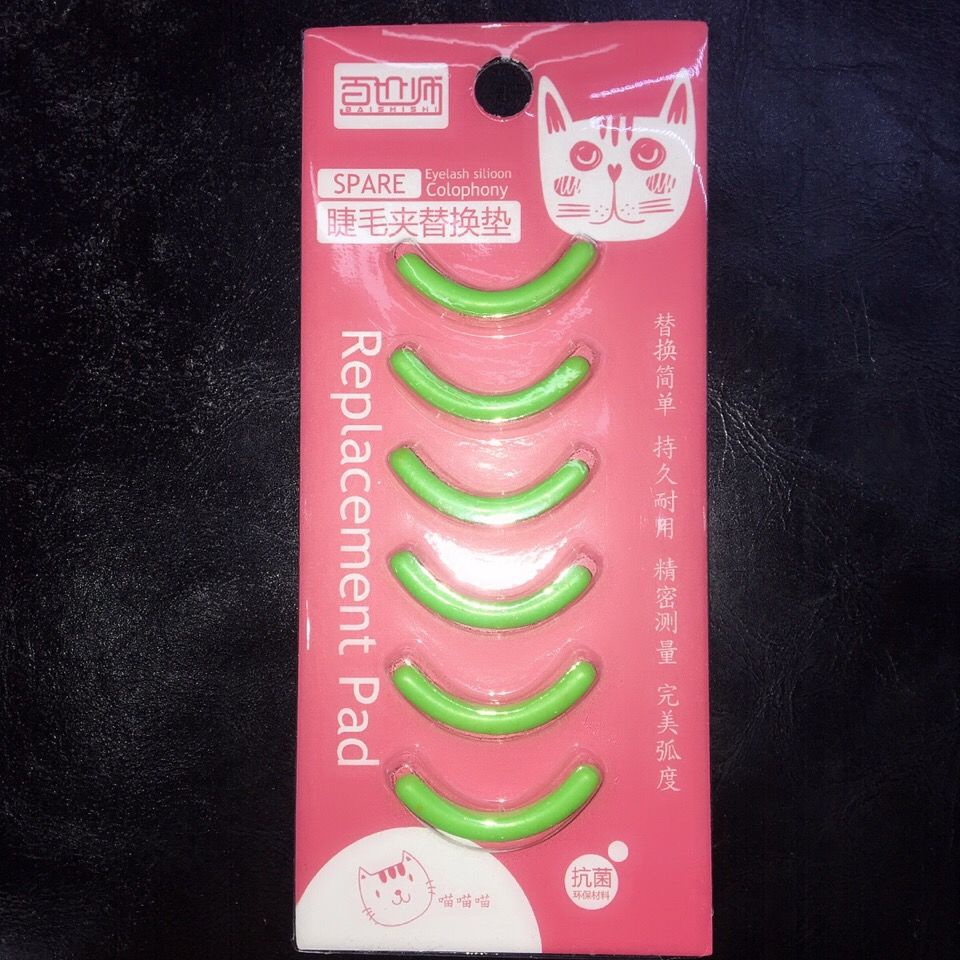 百世师
BAISHISHI
SPARE
Eyelash silioon
Colophony
睫毛夹替换垫
Replacement Pad
替换简单 持久耐用 精密测量 完美弧度
喵喵喵
抗菌
环保材料